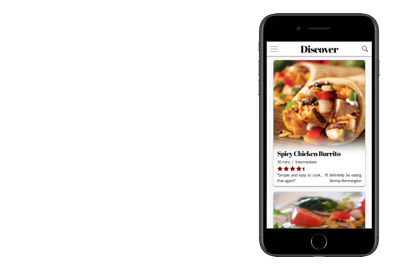 Discover
Spicy Chicken Burrito
30 mins | Intermediate
"Simple and easy to cook... I'll definitely be eating
that again!" Tammy Remmington